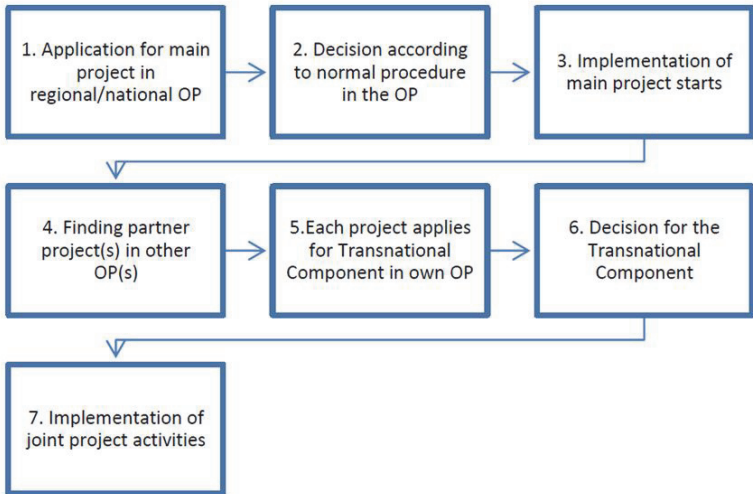 1. Application for main
project in
regional/national OP
2. Decision according
to normal procedure
in the OP
3. Implementation of
main project starts
4. Finding partner
project(s) in other
OP(s)
5.Each project applies
for Transnational
Component in own OP
6. Decision for the
Transnational
Component
7. Implementation of
joint project activities